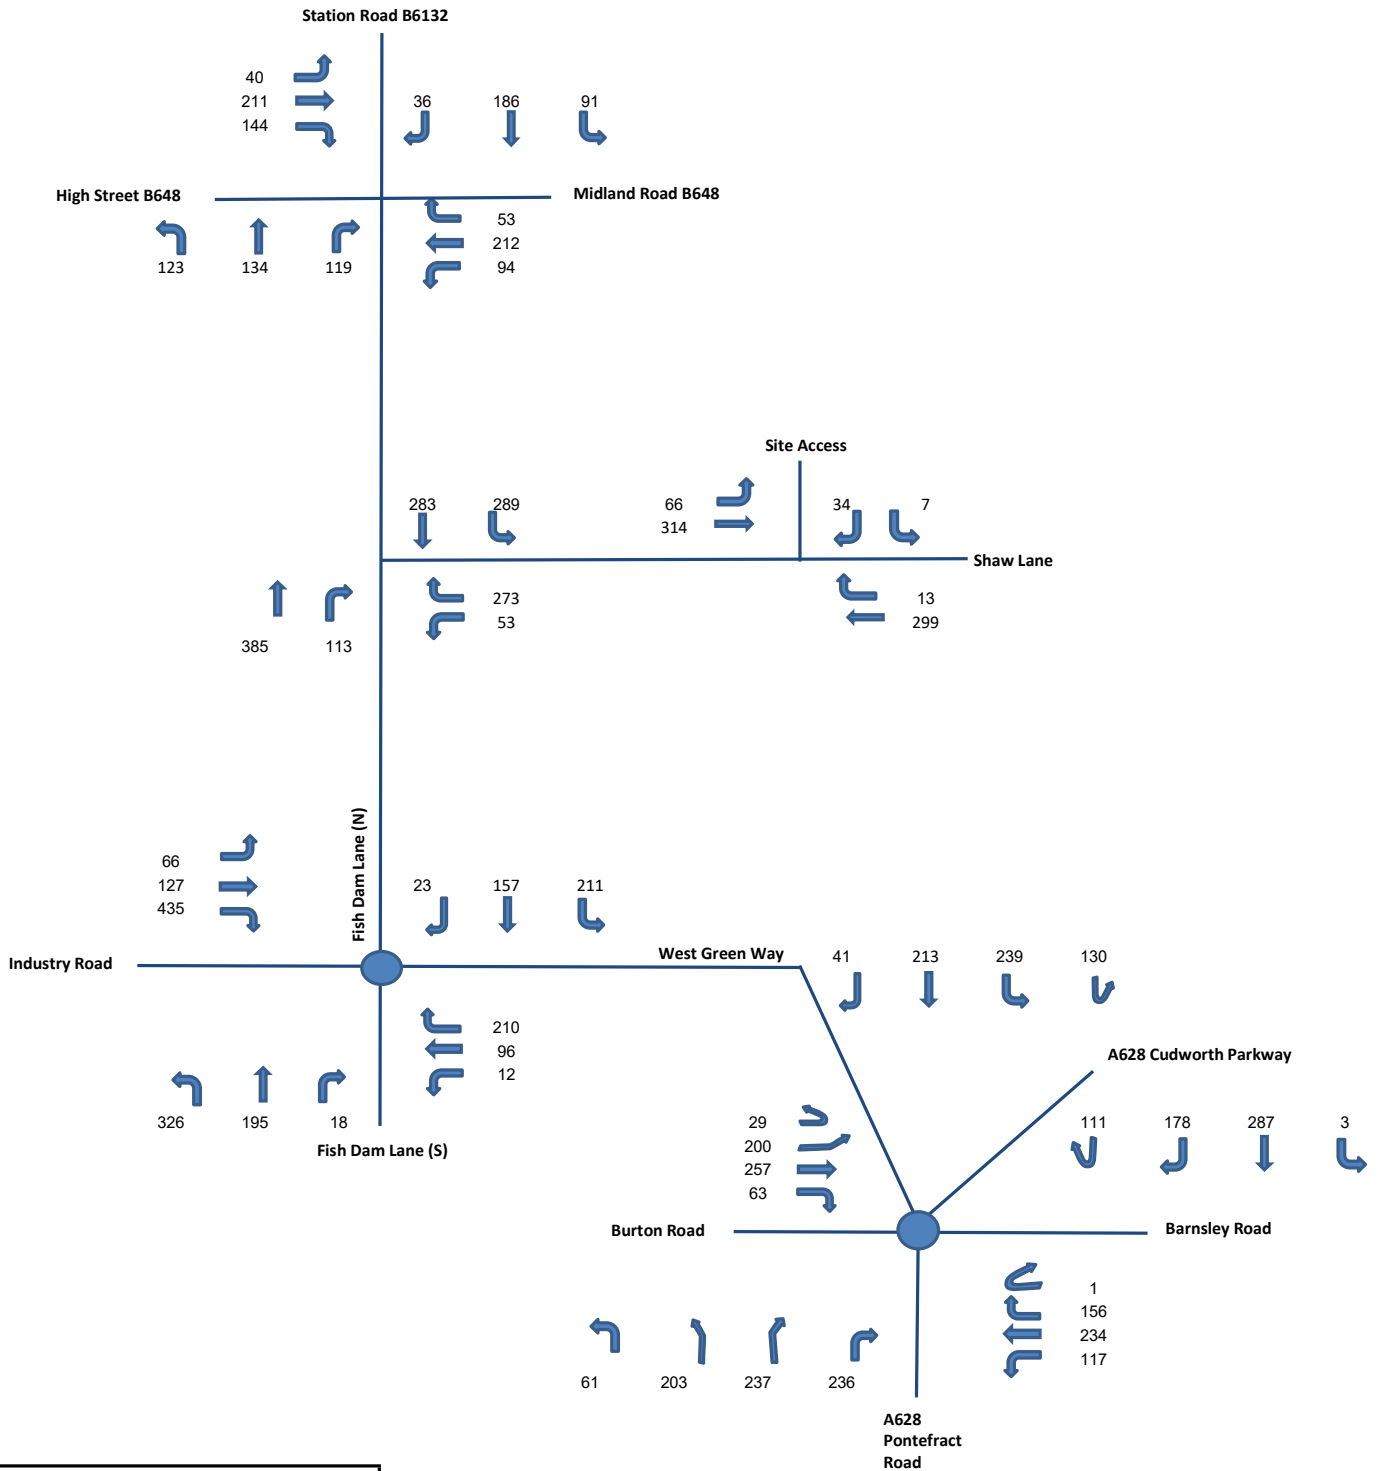 Station Road B6132
40
211
144
36 186 91
High Street B648
Midland Road B648
53
212
94
123 134 119
Site Access
283 289
66
314
34 7
Shaw Lane
273
53
13
299
385 113
Fish Dam Lane (N)
66
127
435
23 157 211
Industry Road
West Green Way
41 213 239 130
210
96
12
A628 Cudworth Parkway
326 195 18
Fish Dam Lane (S)
29
200
257
63
111 178 287 3
Burton Road
Barnsley Road
1
156
234
117
61 203 237 236
A628
Pontefract
Road